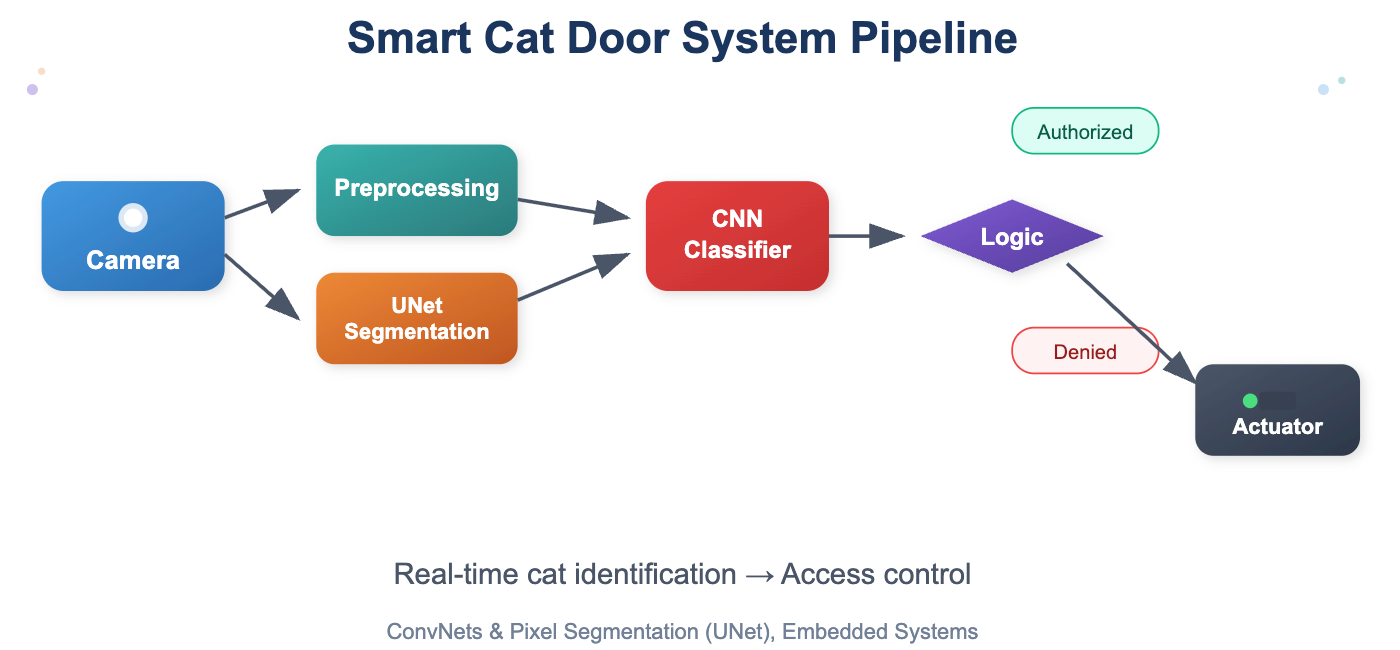 Smart Cat Door System Pipeline
Camera
Preprocessing
UNet
Segmentation
CNN
Classifier
Logic
Authorized
Denied
Actuator
Real-time cat identification → Access control
ConvNets & Pixel Segmentation (UNet), Embedded Systems